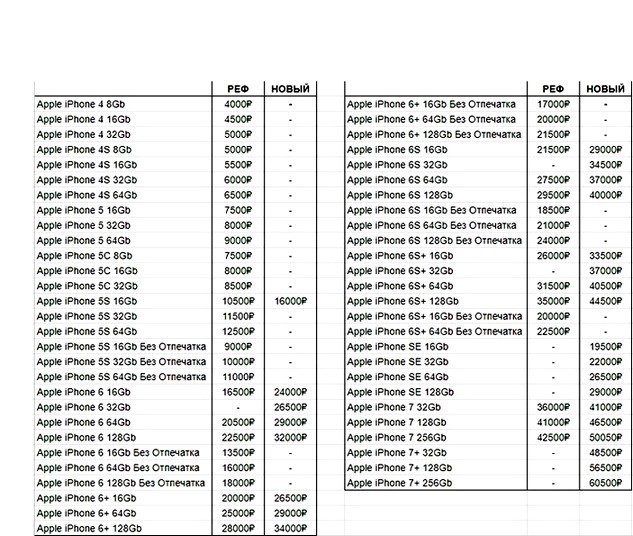 РЕФ НОВЫЙ
Apple iPhone 4 8Gb 4000₽ -
Apple iPhone 4 16Gb 4500₽ -
Apple iPhone 4 32Gb 5000₽ -
Apple iPhone 4S 8Gb 5000₽ -
Apple iPhone 4S 16Gb 5500₽ -
Apple iPhone 4S 32Gb 6000₽ -
Apple iPhone 4S 64Gb 6500₽ -
Apple iPhone 5 16Gb 7500₽ -
Apple iPhone 5 32Gb 8000₽ -
Apple iPhone 5 64Gb 9000₽ -
Apple iPhone 5C 8Gb 7500₽ -
Apple iPhone 5C 16Gb 8000₽ -
Apple iPhone 5C 32Gb 8500₽ -
Apple iPhone 5S 16Gb 10500₽ 16000₽
Apple iPhone 5S 32Gb 11500₽ -
Apple iPhone 5S 64Gb 12500₽ -
Apple iPhone 5S 16Gb Без Отпечатка 9000₽ -
Apple iPhone 5S 32Gb Без Отпечатка 10000₽ -
Apple iPhone 5S 64Gb Без Отпечатка 11000₽ -
Apple iPhone 6 16Gb 16500₽ 24000₽
Apple iPhone 6 32Gb - 26500₽
Apple iPhone 6 64Gb 20500₽ 29000₽
Apple iPhone 6 128Gb 22500₽ 32000₽
Apple iPhone 6 16Gb Без Отпечатка 13500₽ -
Apple iPhone 6 64Gb Без Отпечатка 16000₽ -
Apple iPhone 6 128Gb Без Отпечатка 18000₽ -
Apple iPhone 6+ 16Gb 20000₽ 26500₽
Apple iPhone 6+ 64Gb 25000₽ 29000₽
Apple iPhone 6+ 128Gb 28000₽ 34000₽
РЕФ НОВЫЙ
Apple iPhone 6+ 16Gb Без Отпечатка 17000₽ -
Apple iPhone 6+ 64Gb Без Отпечатка 20000₽ -
Apple iPhone 6+ 128Gb Без Отпечатка 21500₽ -
Apple iPhone 6S 16Gb 21500₽ 29000₽
Apple iPhone 6S 32Gb - 34500₽
Apple iPhone 6S 64Gb 27500₽ 37000₽
Apple iPhone 6S 128Gb 29500₽ 40000₽
Apple iPhone 6S 16Gb Без Отпечатка 18500₽ -
Apple iPhone 6S 64Gb Без Отпечатка 21000₽ -
Apple iPhone 6S 128Gb Без Отпечатка 24000₽ -
Apple iPhone 6S+ 16Gb 26000₽ 33500₽
Apple iPhone 6S+ 32Gb - 37000₽
Apple iPhone 6S+ 64Gb 31500₽ 40500₽
Apple iPhone 6S+ 128Gb 35000₽ 44500₽
Apple iPhone 6S+ 16Gb Без Отпечатка 20000₽ -
Apple iPhone 6S+ 64Gb Без Отпечатка 22500₽ -
Apple iPhone SE 16Gb - 19500₽
Apple iPhone SE 32Gb - 22000₽
Apple iPhone SE 64Gb - 26500₽
Apple iPhone SE 128Gb - 29000₽
Apple iPhone 7 32Gb 36000₽ 41000₽
Apple iPhone 7 128Gb 41000₽ 46500₽
Apple iPhone 7 256Gb 42500₽ 50050₽
Apple iPhone 7+ 32Gb - 48500₽
Apple iPhone 7+ 128Gb - 56500₽
Apple iPhone 7+ 256Gb - 60500₽